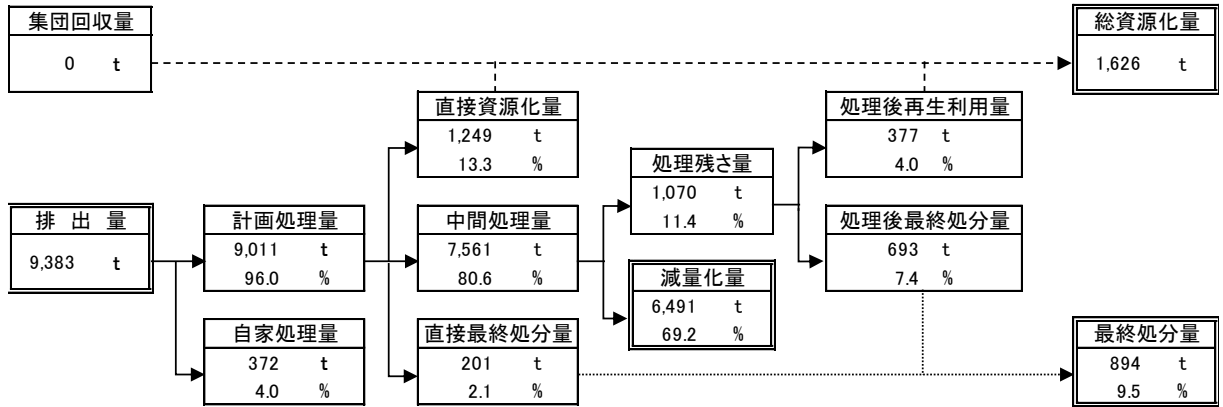 集団回収量
0 t
総資源化量
1,626 t
直接資源化量
1,249 t
13.3 %
処理後再生利用量
377 t
4.0 %
処理残さ量
1,070 t
11.4 %
排 出 量
9,383 t
計画処理量
9,011 t
96.0 %
中間処理量
7,561 t
80.6 %
処理後最終処分量
693 t
7.4 %
減量化量
6,491 t
69.2 %
自家処理量
372 t
4.0 %
直接最終処分量
201 t
2.1 %
最終処分量
894 t
9.5 %